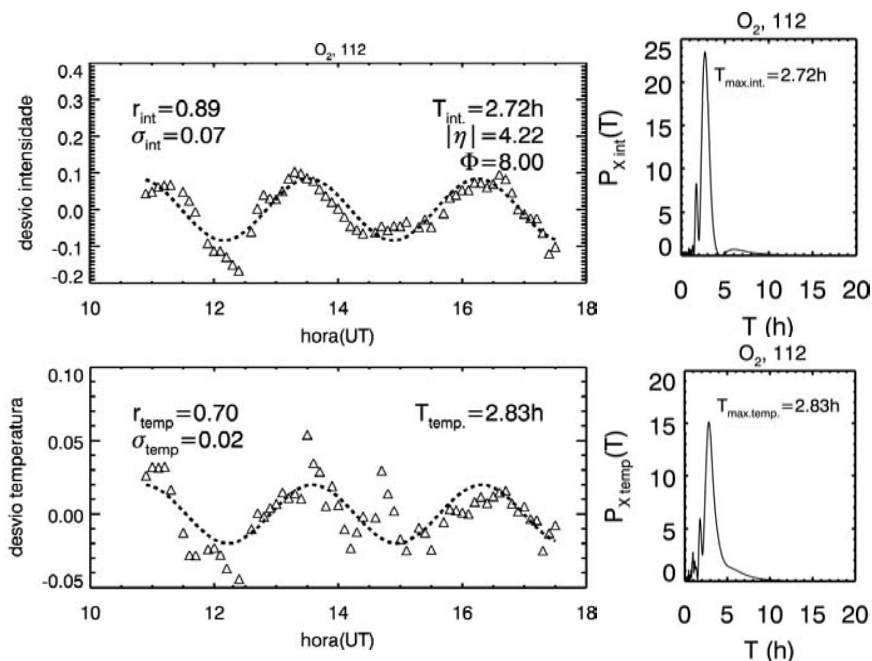 O₂, 112
0.4
0.3
0.2
0.1
0.0
-0.1
-0.2
desvio intensidade
r_int=0.89
σ_int=0.07
T_int.=2.72h
|η|=4.22
Φ=8.00
10 12 14 16 18
hora(UT)
O₂, 112
25
20
15
10
5
0
P_X int(T)
T_max.int.=2.72h
0 5 10 15 20
T (h)
0.10
0.05
0.00
-0.05
desvio temperatura
r_temp=0.70
σ_temp=0.02
T_temp.=2.83h
10 12 14 16 18
hora(UT)
O₂, 112
20
15
10
5
0
P_X temp(T)
T_max.temp.=2.83h
0 5 10 15 20
T (h)